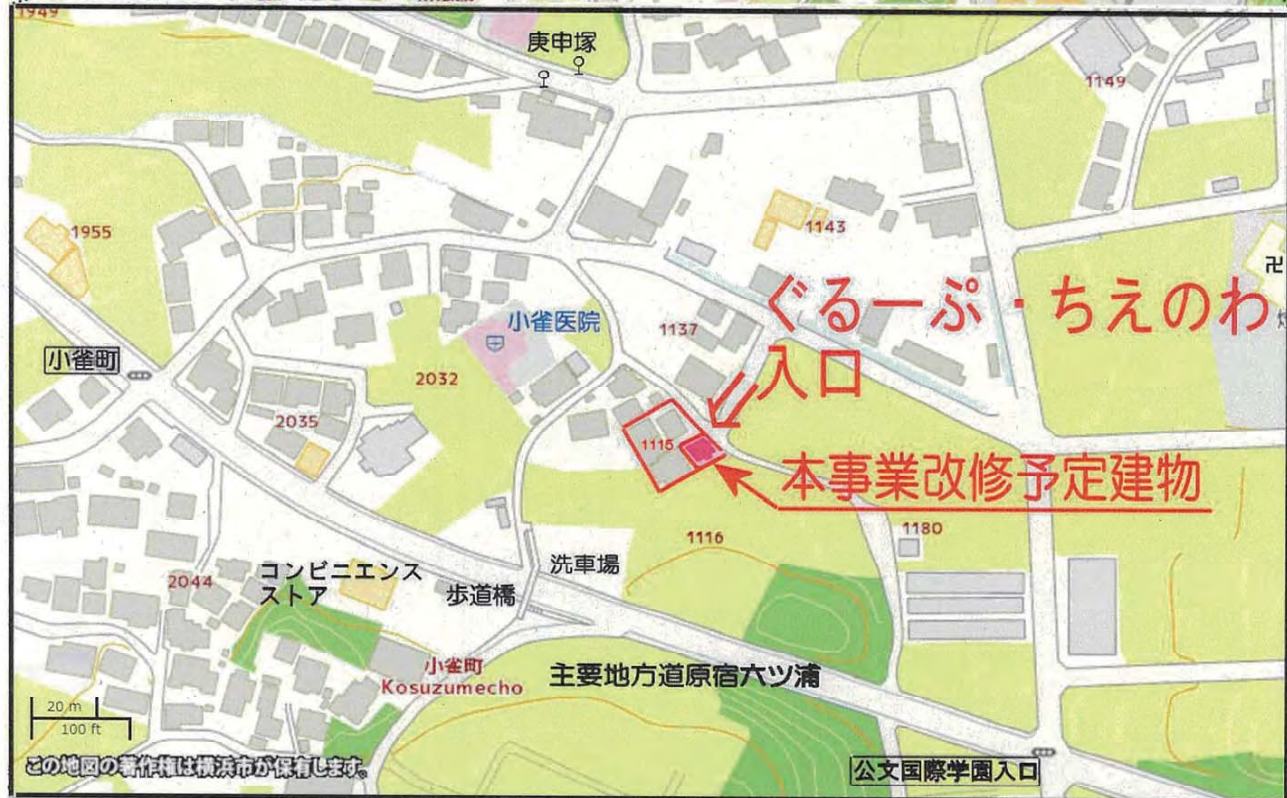 1949
庚申塚
1149
1955
1143
卍
ぐるーぷ・ちえのわ
入口
小雀医院
1137
小雀町
2032
2035
1115
本事業改修予定建物
1180
1116
洗車場
コンビニエンス
ストア
2044
歩道橋
小雀町
Kosuzumecho
主要地方道原宿六ツ浦
20 m
100 ft
この地図の著作権は横浜市が保有します。
公文国際学園入口